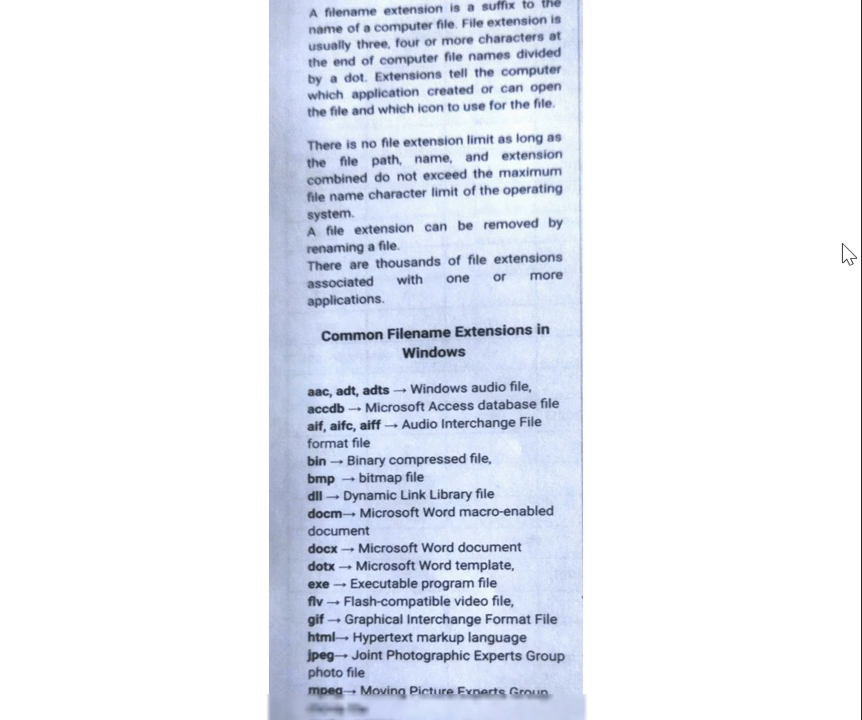 A filename extension is a suffix to the
name of a computer file. File extension is
usually three, four or more characters at
the end of computer file names divided
by a dot. Extensions tell the computer
which application created or can open
the file and which icon to use for the file.
There is no file extension limit as long as
the file path, name, and extension
combined do not exceed the maximum
file name character limit of the operating
system.
A file extension can be removed by
renaming a file.
There are thousands of file extensions
associated with one or more
applications.
Common Filename Extensions in
Windows
aac, adt, adts → Windows audio file,
accdb → Microsoft Access database file
aif, aifc, aiff → Audio Interchange File
format file
bin → Binary compressed file,
bmp → bitmap file
dll → Dynamic Link Library file
docm→ Microsoft Word macro-enabled
document
docx → Microsoft Word document
dotx → Microsoft Word template,
exe → Executable program file
flv → Flash-compatible video file,
gif → Graphical Interchange Format File
html→ Hypertext markup language
jpeg→ Joint Photographic Experts Group
photo file
mpeg→ Moving Picture Experts Group